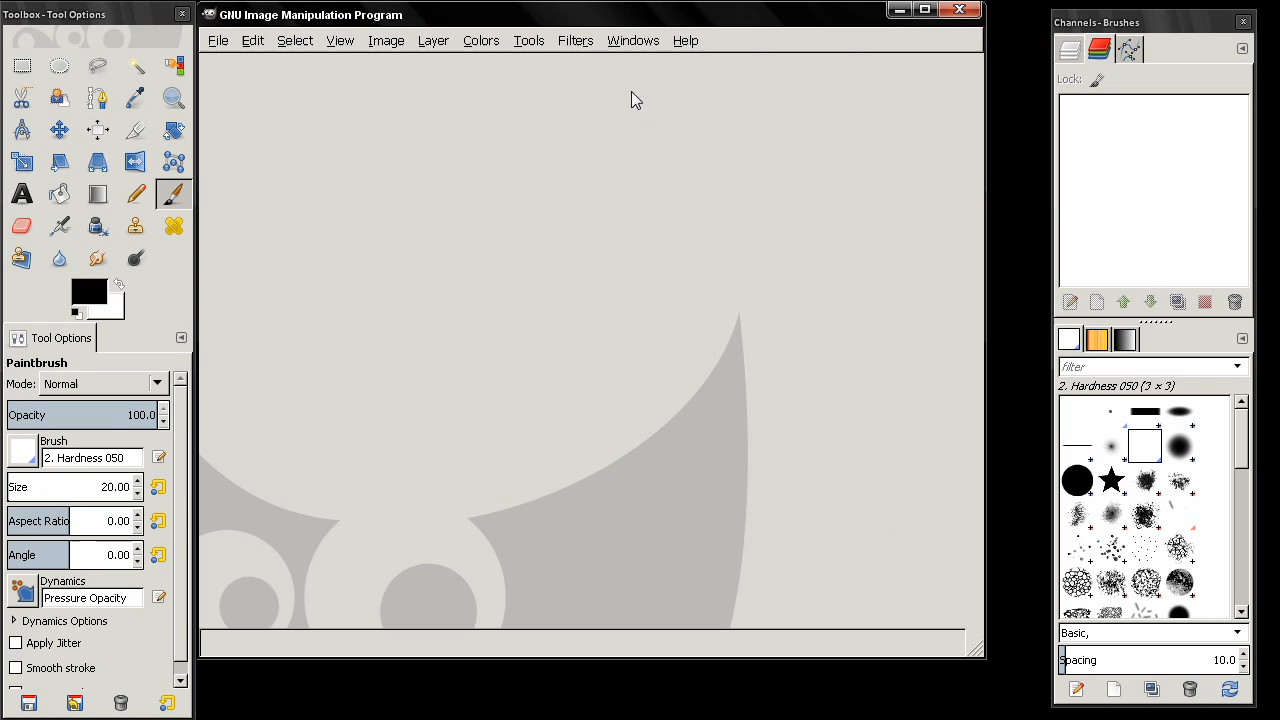 Toolbox - Tool Options
GNU Image Manipulation Program
File Edit Select View Image Layer Colors Tools Filters Windows Help
Tool Options
Paintbrush
Mode: Normal
Opacity 100.0
Brush
2. Hardness 050
Size 20.00
Aspect Ratio 0.00
Angle 0.00
Dynamics
Pressure Opacity
Dynamics Options
Apply Jitter
Smooth stroke
Channels - Brushes
Lock:
filter
2. Hardness 050 (3 × 3)
Basic,
Spacing 10.0